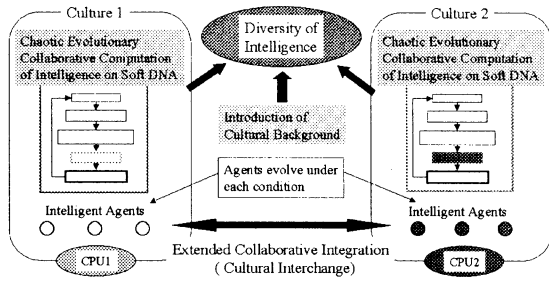 Culture 1
Chaotic Evolutionary
Collaborative Computation
of Intelligence on Soft DNA
Diversity of
Intelligence
Culture 2
Chaotic Evolutionary
Collaborative Computation
of Intelligence on Soft DNA
Introduction of
Cultural Background
Agents evolve under
each condition
Intelligent Agents
Intelligent Agents
Extended Collaborative Integration
( Cultural Interchange)
CPU1
CPU2